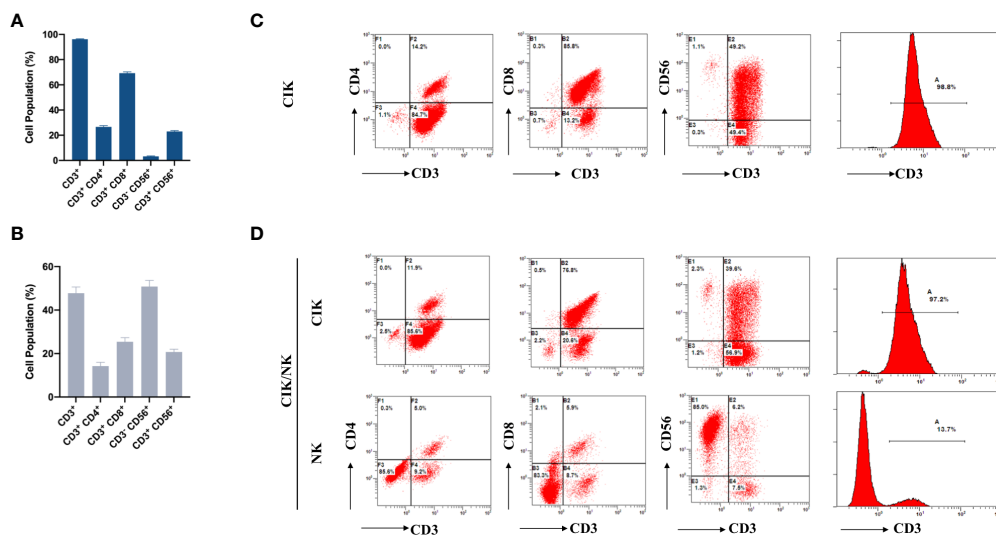 A
Cell Population (%)
100
80
60
40
20
0
CD3⁺
CD3⁺ CD4⁺
CD3⁺ CD8⁺
CD3⁻ CD56⁺
CD3⁺ CD56⁺
B
Cell Population (%)
60
40
20
0
CD3⁺
CD3⁺ CD4⁺
CD3⁺ CD8⁺
CD3⁻ CD56⁺
CD3⁺ CD56⁺
C
CIK
CD4
F1
0.0%
F2
14.2%
F3
1.1%
F4
84.7%
CD3
CD8
B1
0.3%
B2
85.8%
B3
0.7%
B4
13.2%
CD3
CD56
E1
1.1%
E2
49.2%
E3
0.3%
E4
49.4%
CD3
A
98.8%
CD3
D
CIK/NK
CIK
F1
0.0%
F2
11.9%
F3
2.5%
F4
85.6%
B2
76.8%
B3
2.2%
B4
20.6%
E1
2.3%
E2
39.6%
E3
1.2%
E4
56.9%
A
97.2%
NK
CD4
F1
0.3%
F2
5.0%
F3
85.6%
F4
9.2%
CD3
CD8
B1
2.1%
B2
5.9%
B3
83.3%
B4
8.7%
CD3
CD56
E1
85.0%
E2
6.2%
E3
1.3%
E4
7.5%
CD3
A
13.7%
CD3